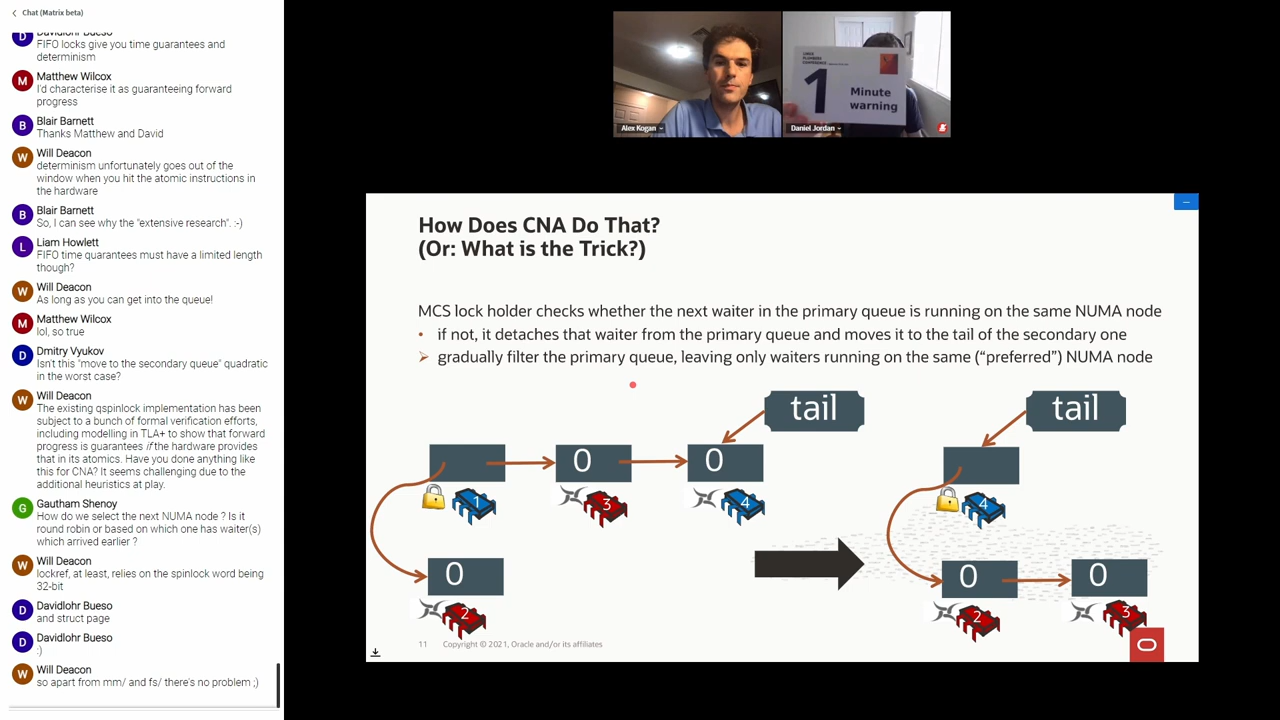 Chat (Matrix beta)
Davidlohr Bueso
FIFO locks give you time guarantees and
determinism
Matthew Wilcox
I'd characterise it as guaranteeing forward
progress
Blair Barnett
Thanks Matthew and David
Will Deacon
determinism unfortunately goes out of the
window when you hit the atomic instructions in
the hardware
Blair Barnett
So, I can see why the "extensive research". :-)
Liam Howlett
FIFO time quarantees must have a limited length
though?
Will Deacon
As long as you can get into the queue!
Matthew Wilcox
lol, so true
Dmitry Vyukov
Isn't this "move to the secondary queue" quadratic
in the worst case?
Will Deacon
The existing qspinlock implementation has been
subject to a bunch of formal verification efforts,
including modelling in TLA+ to show that forward
progress is guarantees if the hardware provides
that in its atomics. Have you done anything like
this for CNA? It seems challenging due to the
additional heuristics at play.
Gautham Shenoy
How do we select the next NUMA node ? Is it
round robin or based on which one has waiter(s)
which arrived earlier ?
Will Deacon
lockref, at least, relies on the spinlock word being
32-bit
Davidlohr Bueso
and struct page
Davidlohr Bueso
:)
Will Deacon
so apart from mm/ and fs/ there's no problem ;)
D
M
B
W
B
L
W
M
D
W
G
W
D
D
W
Alex Kogan
Daniel Jordan
LINUX
PLUMBERS
CONFERENCE
1
Minute
warning
How Does CNA Do That?
(Or: What is the Trick?)
MCS lock holder checks whether the next waiter in the primary queue is running on the same NUMA node
• if not, it detaches that waiter from the primary queue and moves it to the tail of the secondary one
➢ gradually filter the primary queue, leaving only waiters running on the same ("preferred") NUMA node
tail
tail
0
0
1
3
4
4
0
0
0
2
2
3
11 Copyright © 2021, Oracle and/or its affiliates